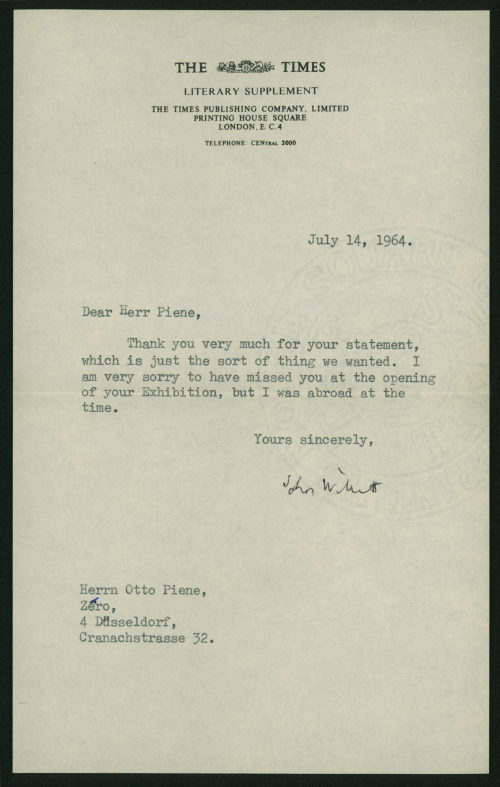 THE TIMES
LITERARY SUPPLEMENT
THE TIMES PUBLISHING COMPANY, LIMITED
PRINTING HOUSE SQUARE
LONDON, E.C.4
TELEPHONE: CENTRAL 2000
July 14, 1964.
Dear Herr Piene,
Thank you very much for your statement,
which is just the sort of thing we wanted. I
am very sorry to have missed you at the opening
of your Exhibition, but I was abroad at the
time.
Yours sincerely,
John Willett
Herrn Otto Piene,
Zero,
4 Düsseldorf,
Cranachstrasse 32.